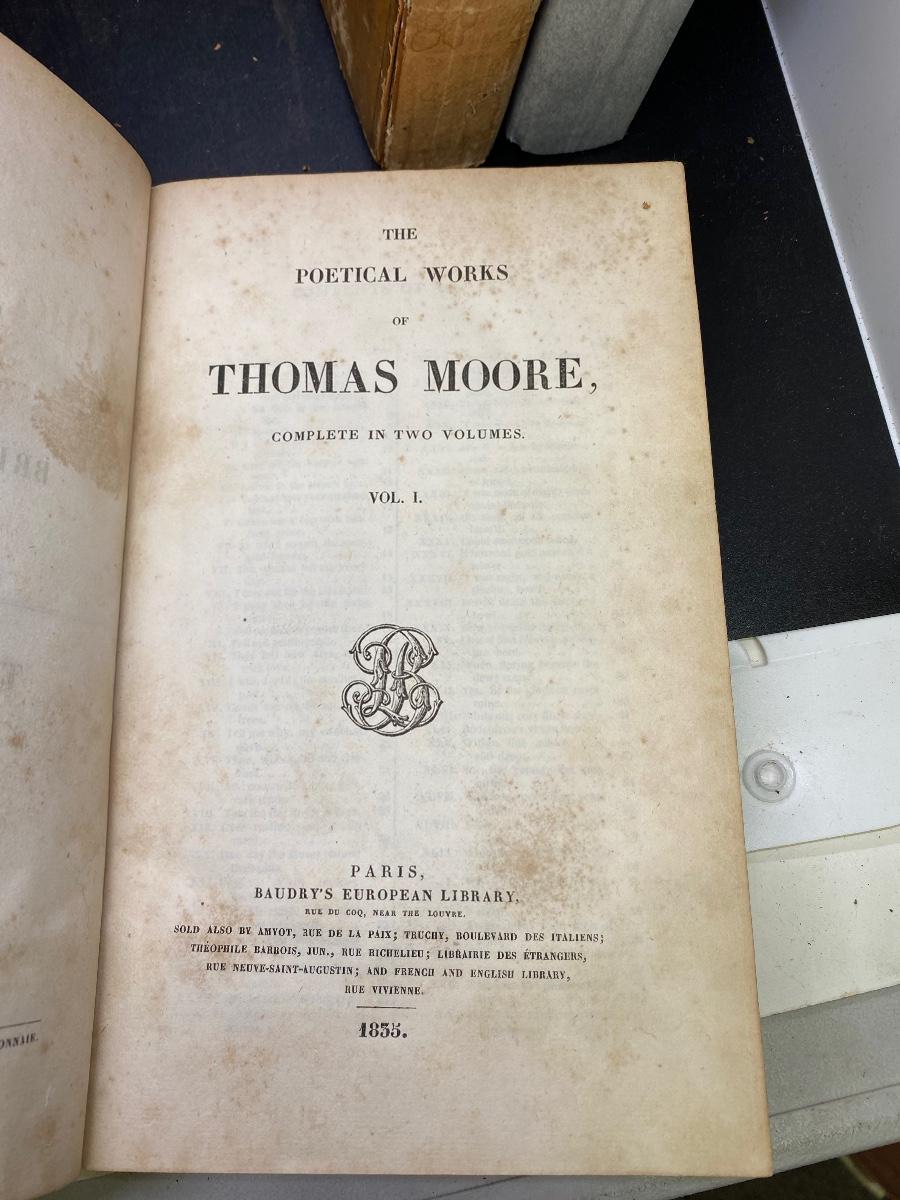 THE
POETICAL WORKS
OF
THOMAS MOORE,
COMPLETE IN TWO VOLUMES.
VOL. I.
PARIS,
BAUDRY'S EUROPEAN LIBRARY,
RUE DU COQ, NEAR THE LOUVRE.
SOLD ALSO BY AMYOT, RUE DE LA PAIX; TRUCHY, BOULEVARD DES ITALIENS;
THÉOPHILE BARROIS, JUN., RUE RICHELIEU; LIBRAIRIE DES ÉTRANGERS,
RUE NEUVE-SAINT-AUGUSTIN; AND FRENCH AND ENGLISH LIBRARY,
RUE VIVIENNE.
1835.
ONNAIE.